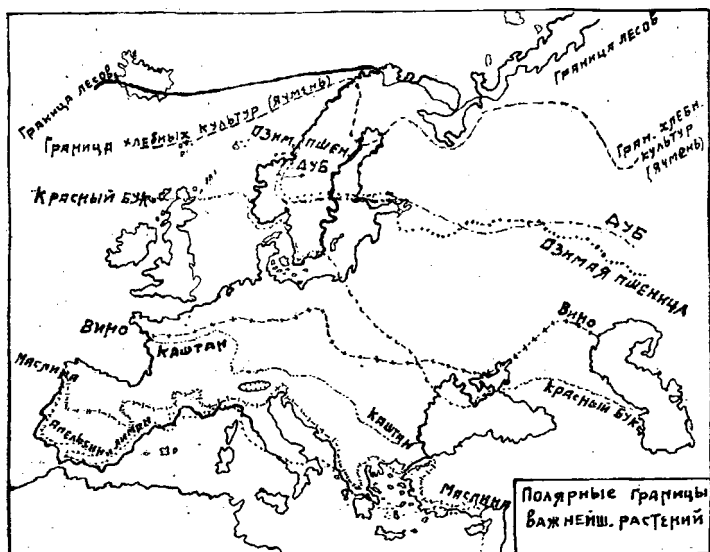 Граница лесов
Граница лесов
Граница хлебных культур (ячмень)
Гран. хлебн.
культур
(ячмень)
Озим. пшен.
Дуб
Красный бук
Дуб
Озимая пшеница
Вино
Вино
Каштан
Маслина
Красный бук
Апельсин и лимон
Каштан
Маслина
Полярные границы
важнейш. растений